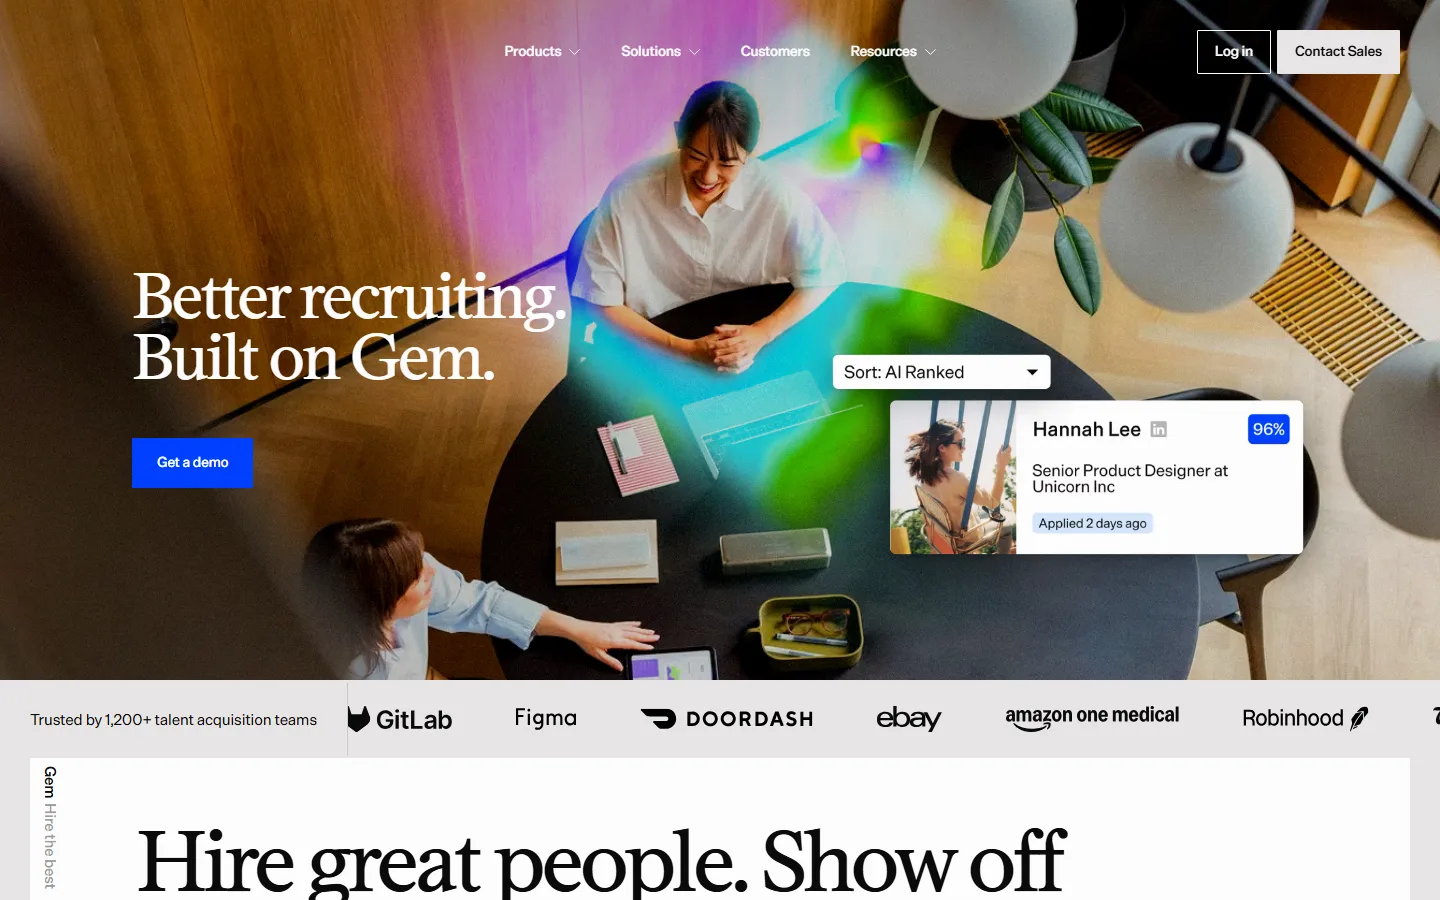 Products
Solutions
Customers
Resources
Log in
Contact Sales
Better recruiting.
Built on Gem.
Get a demo
Sort: AI Ranked
Hannah Lee in
96%
Senior Product Designer at
Unicorn Inc
Applied 2 days ago
Trusted by 1,200+ talent acquisition teams
GitLab
Figma
DOORDASH
ebay
amazon one medical
Robinhood
Gem Hire the best
Hire great people. Show off